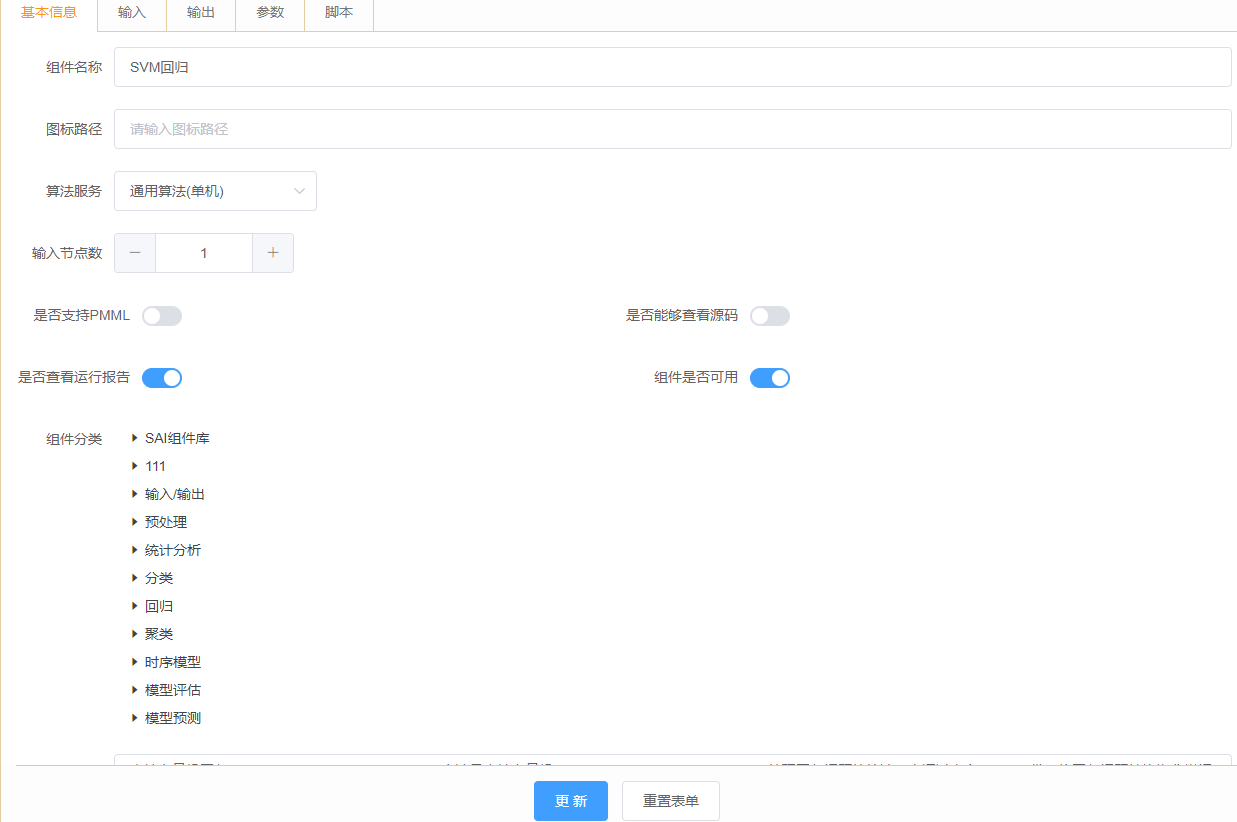 基本信息 输入 输出 参数 脚本
组件名称 SVM回归
图标路径 请输入图标路径
算法服务 通用算法(单机)
输入节点数 1
是否支持PMML 是否能够查看源码
是否查看运行报告 组件是否可用
组件分类 SAI组件库
111
输入/输出
预处理
统计分析
分类
回归
聚类
时序模型
模型评估
模型预测
更新 重置表单